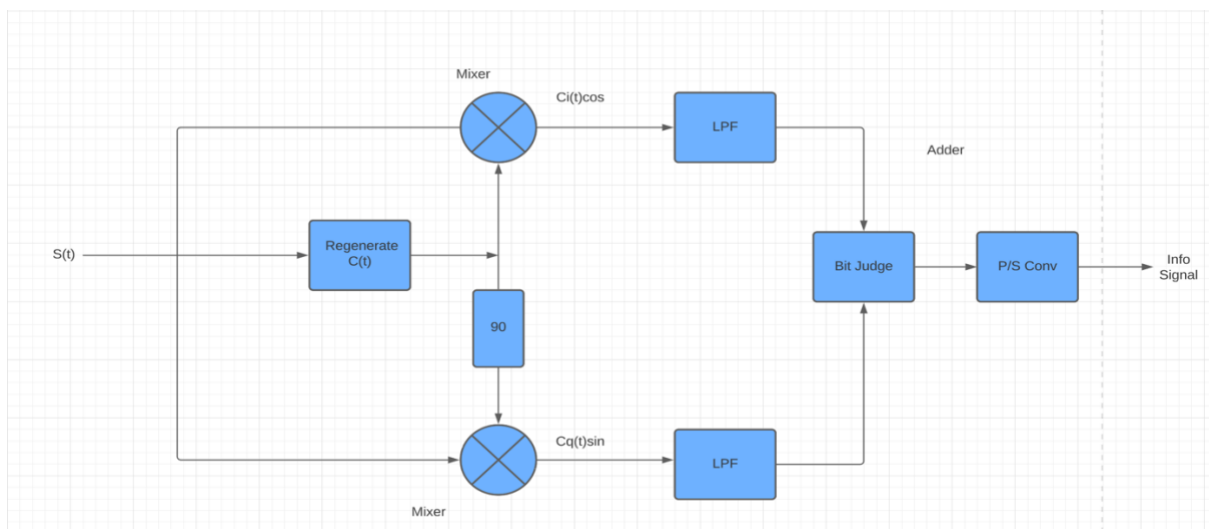 Mixer
Ci(t)cos
LPF
Adder
Regenerate
C(t)
S(t)
Bit Judge
P/S Conv
Info
Signal
90
Cq(t)sin
LPF
Mixer